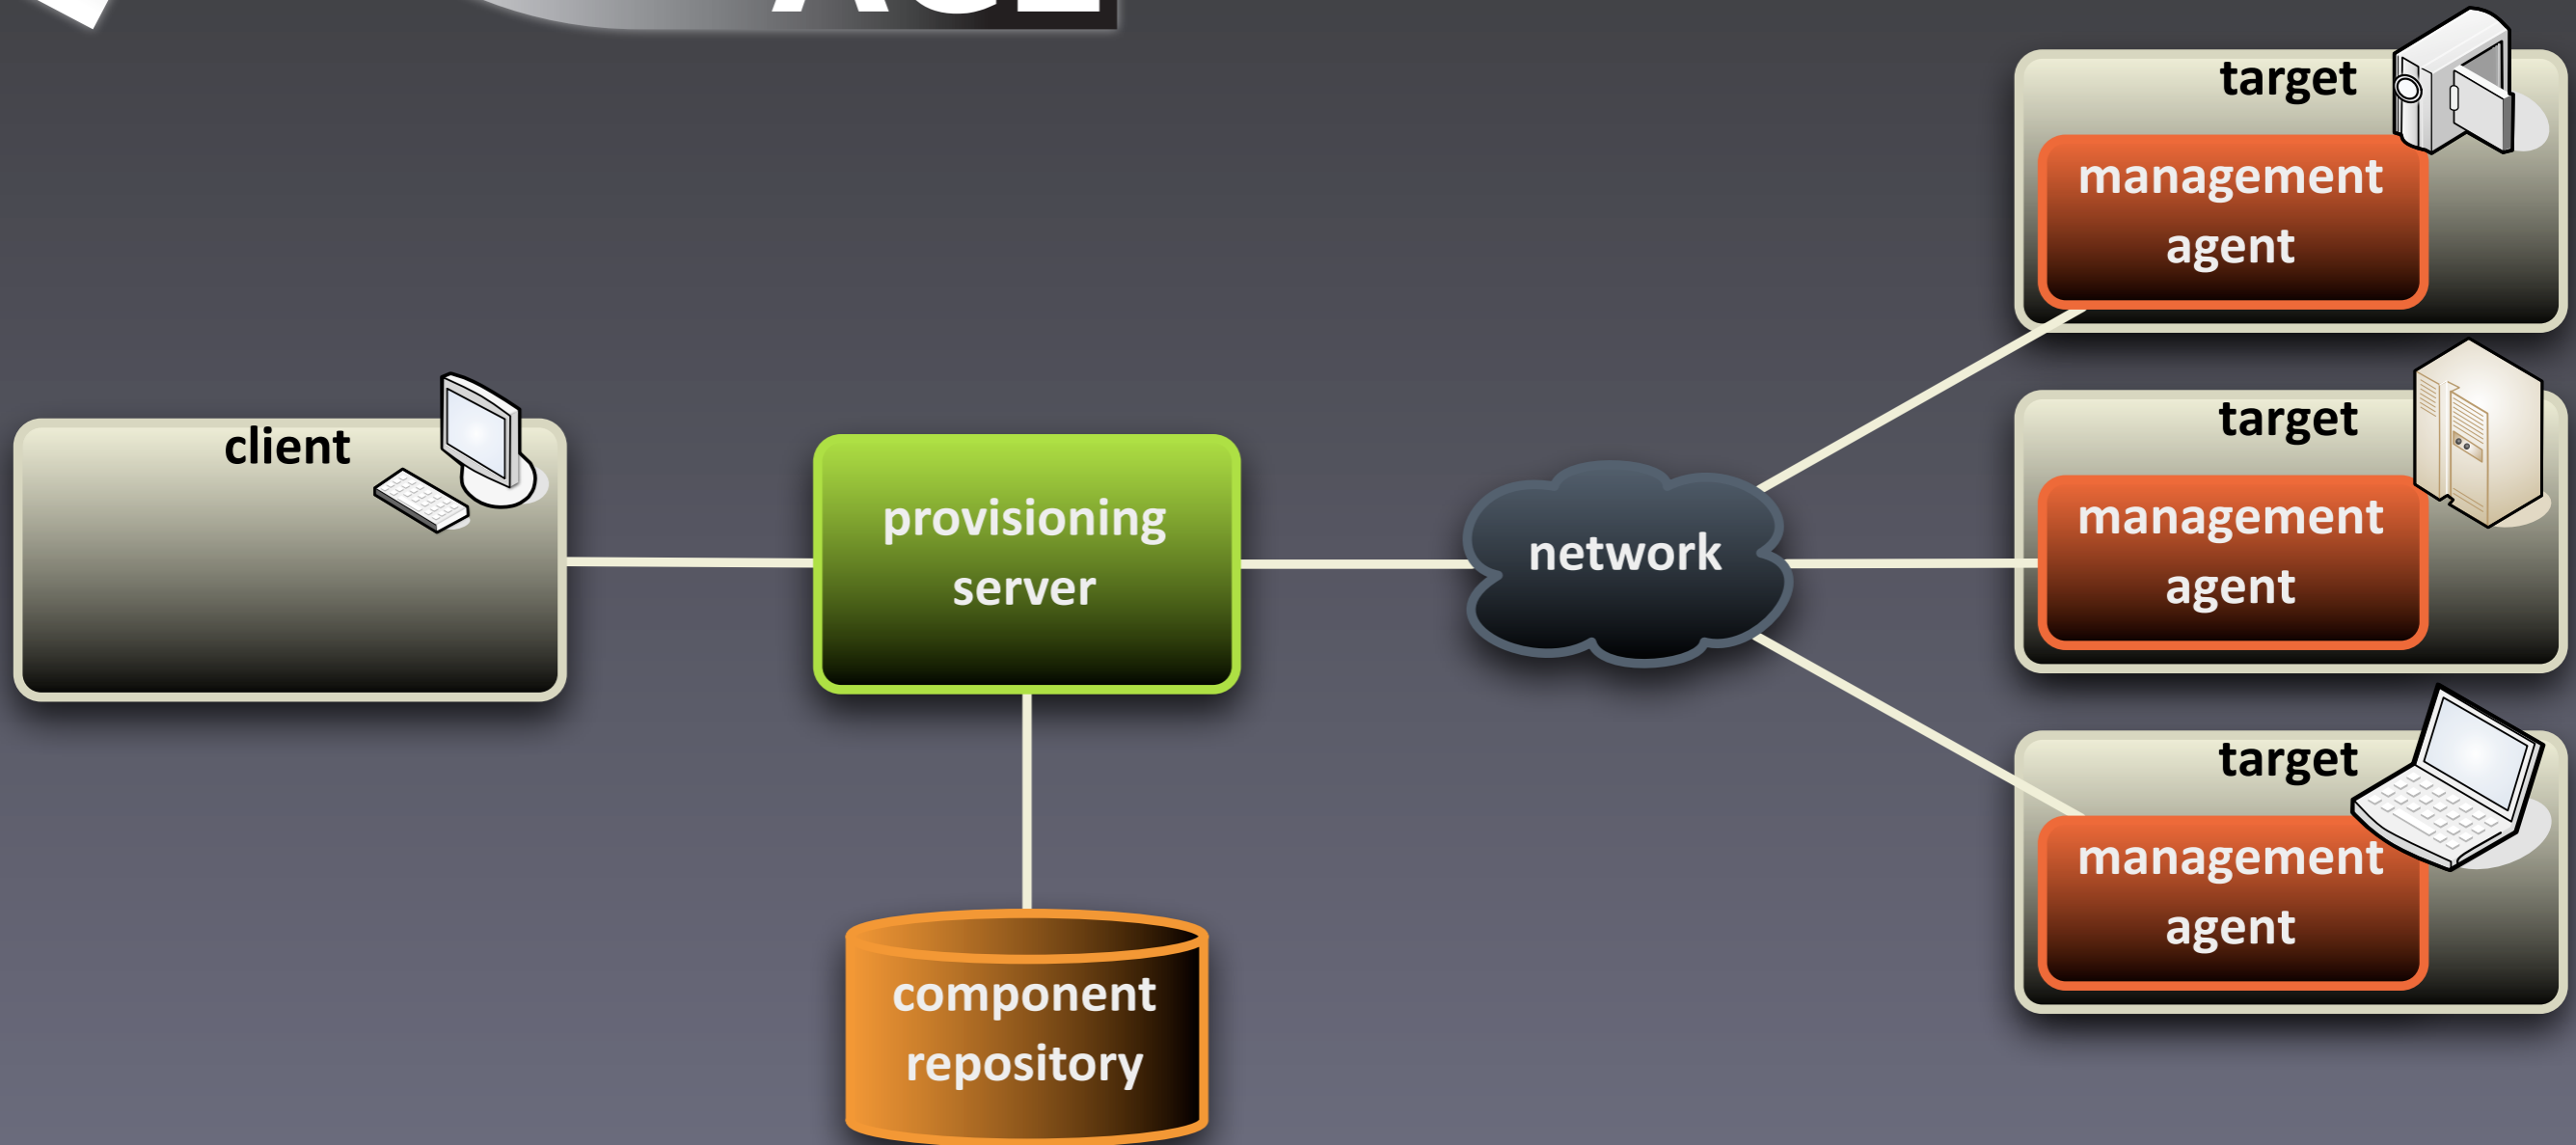 client
provisioning
server
component
repository
network
target
management
agent
target
management
agent
target
management
agent